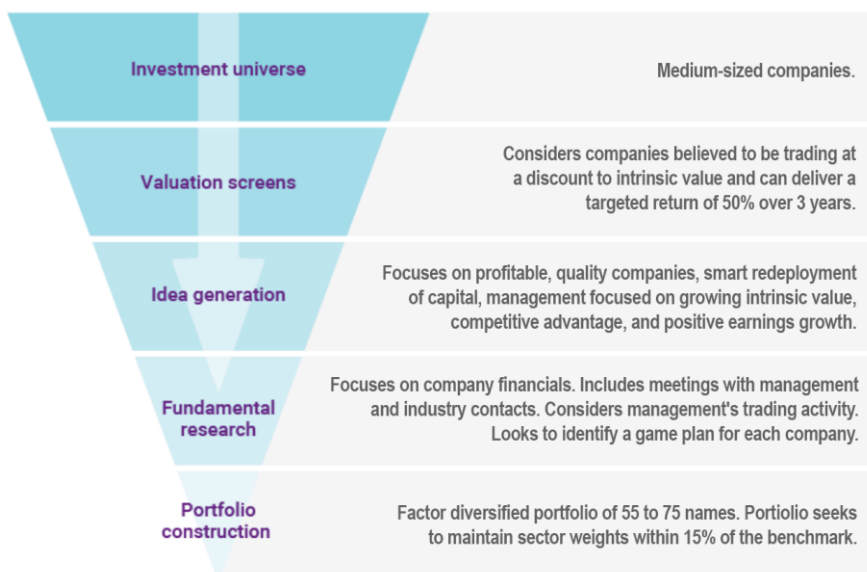 Investment universe
Medium-sized companies.
Valuation screens
Considers companies believed to be trading at
a discount to intrinsic value and can deliver a
targeted return of 50% over 3 years.
Idea generation
Focuses on profitable, quality companies, smart redeployment
of capital, management focused on growing intrinsic value,
competitive advantage, and positive earnings growth.
Fundamental
research
Focuses on company financials. Includes meetings with management
and industry contacts. Considers management's trading activity.
Looks to identify a game plan for each company.
Portfolio
construction
Factor diversified portfolio of 55 to 75 names. Portiolio seeks
to maintain sector weights within 15% of the benchmark.